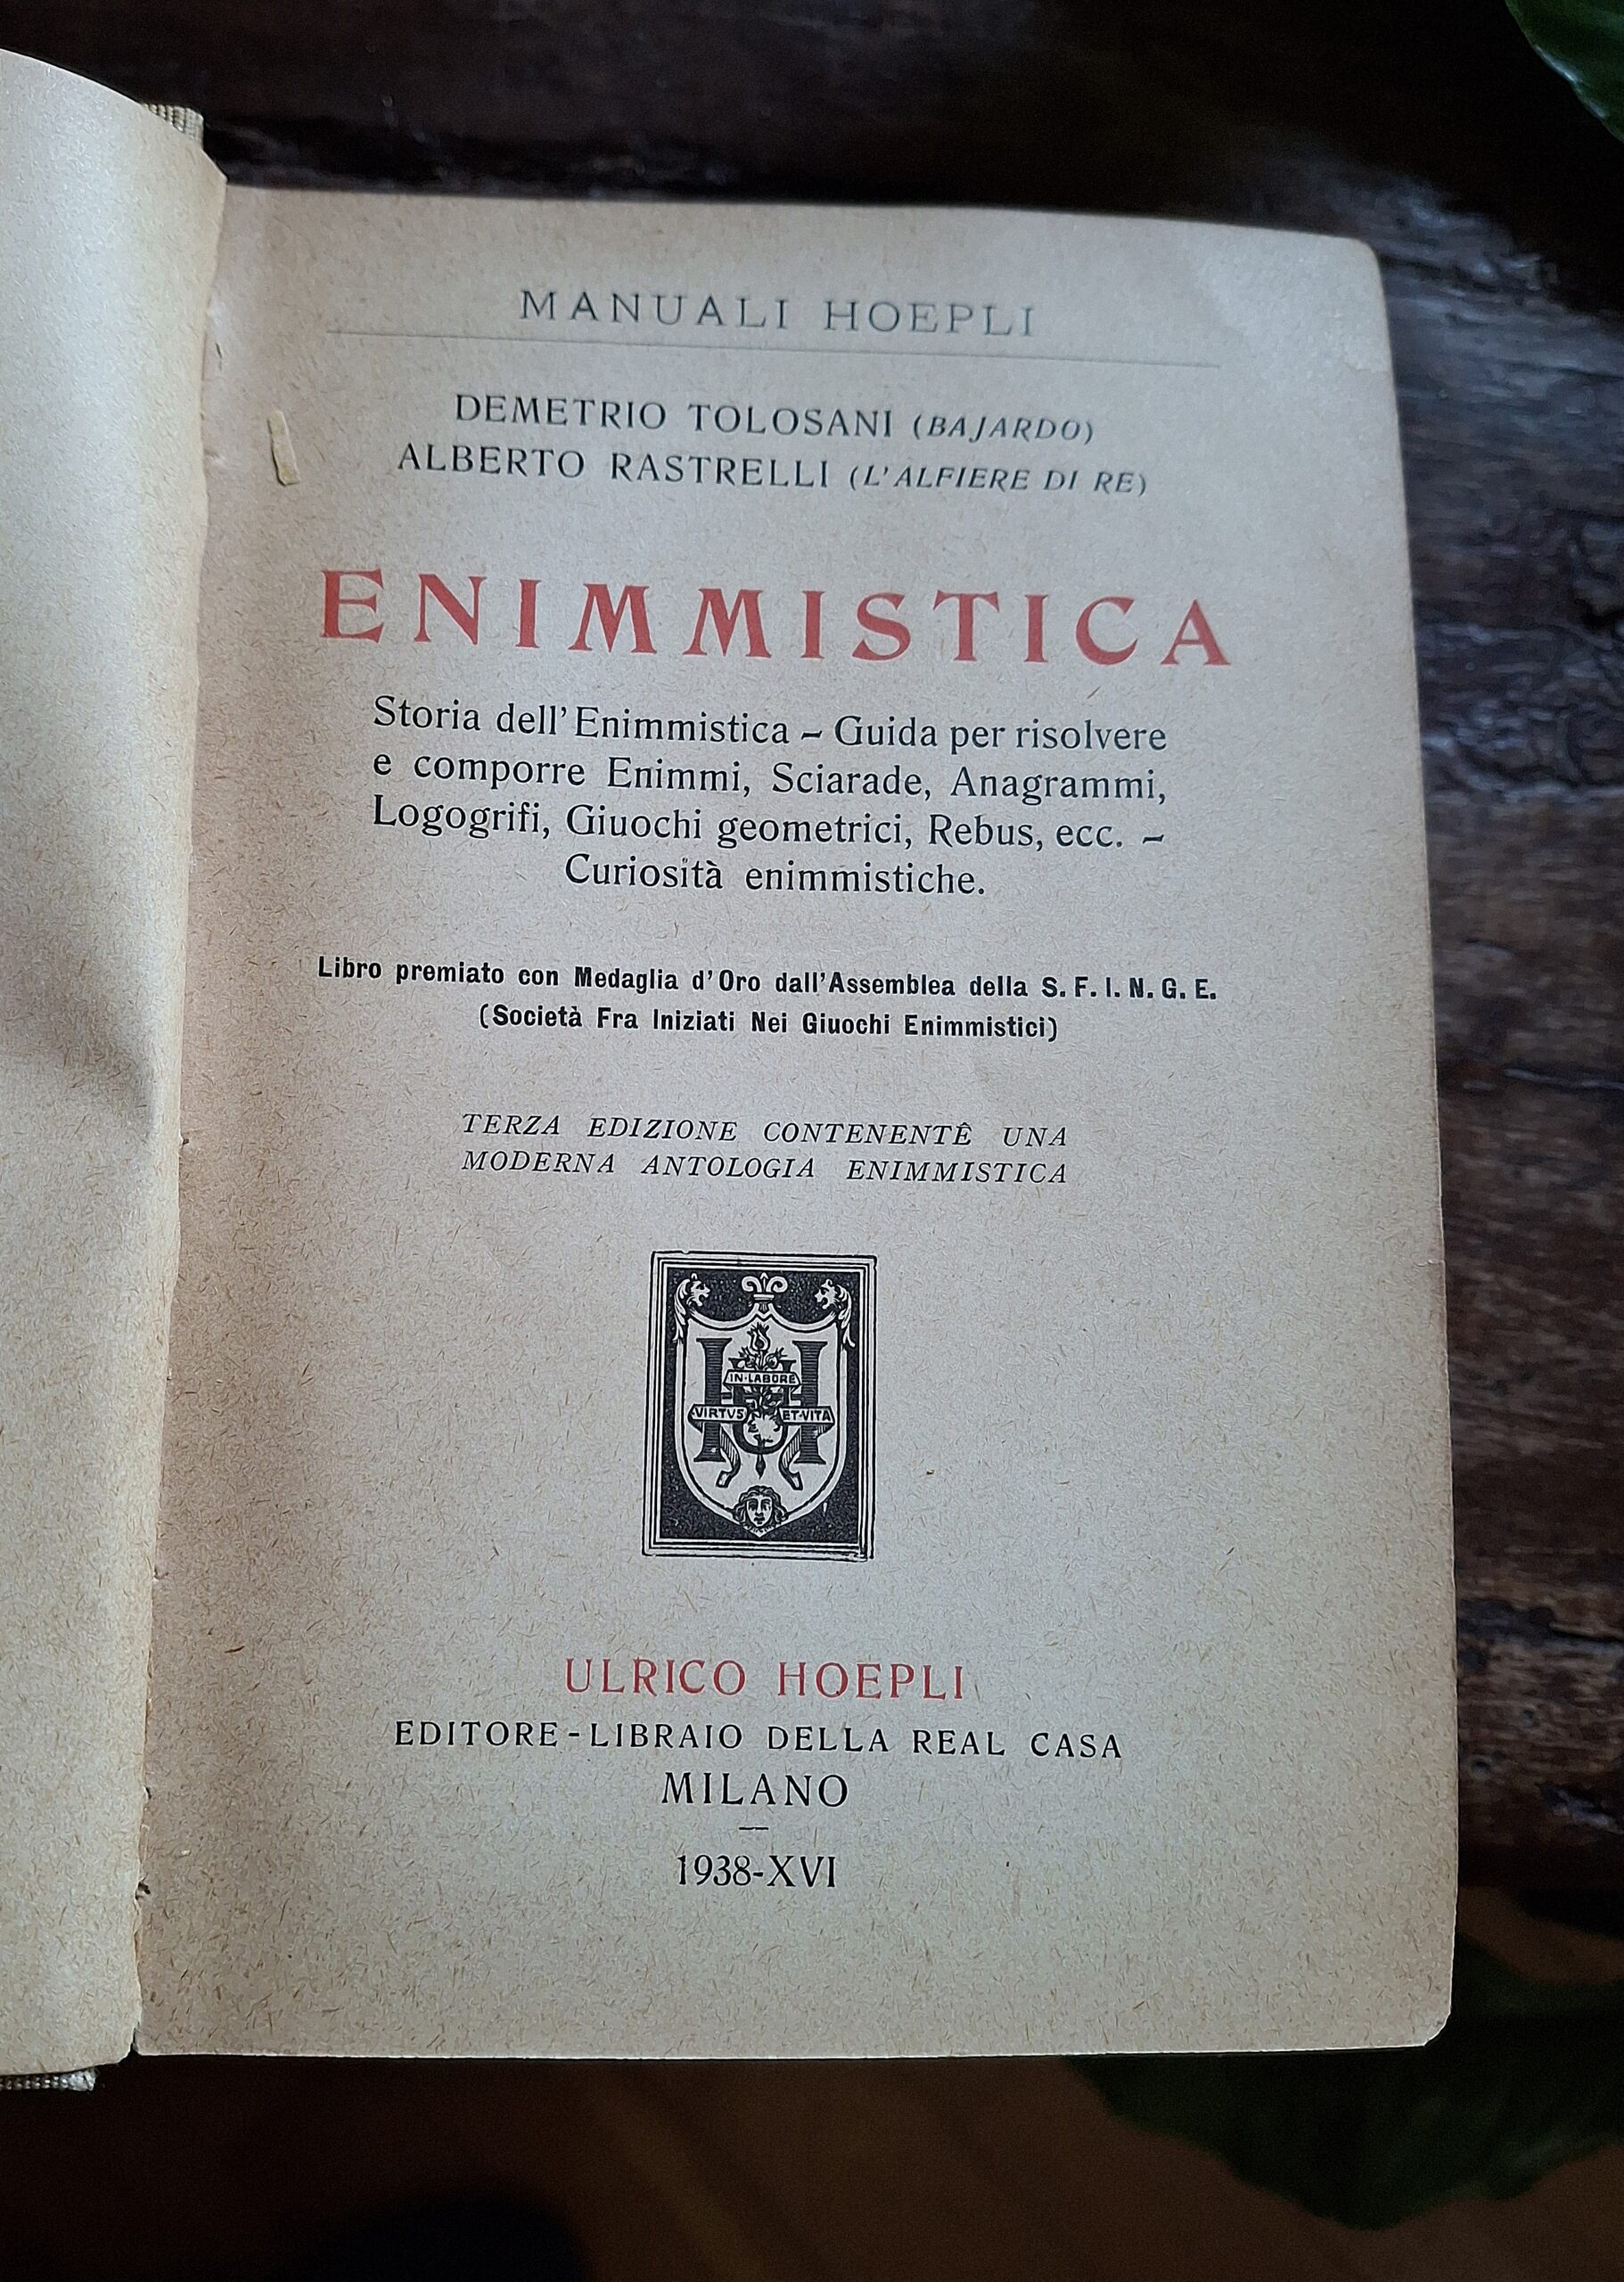 MANUALI HOEPLI
DEMETRIO TOLOSANI (BAJARDO)
ALBERTO RASTRELLI (L'ALFIERE DI RE)
ENIMMISTICA
Storia dell'Enimmistica – Guida per risolvere
e comporre Enimmi, Sciarade, Anagrammi,
Logogrifi, Giuochi geometrici, Rebus, ecc. –
Curiosità enimmistiche.
Libro premiato con Medaglia d'Oro dall'Assemblea della S. F. I. N. G. E.
(Società Fra Iniziati Nei Giuochi Enimmistici)
TERZA EDIZIONE CONTENENTÊ UNA
MODERNA ANTOLOGIA ENIMMISTICA
IN·LABORE
VIRTVS ET·VITA
ULRICO HOEPLI
EDITORE-LIBRAIO DELLA REAL CASA
MILANO
1938-XVI